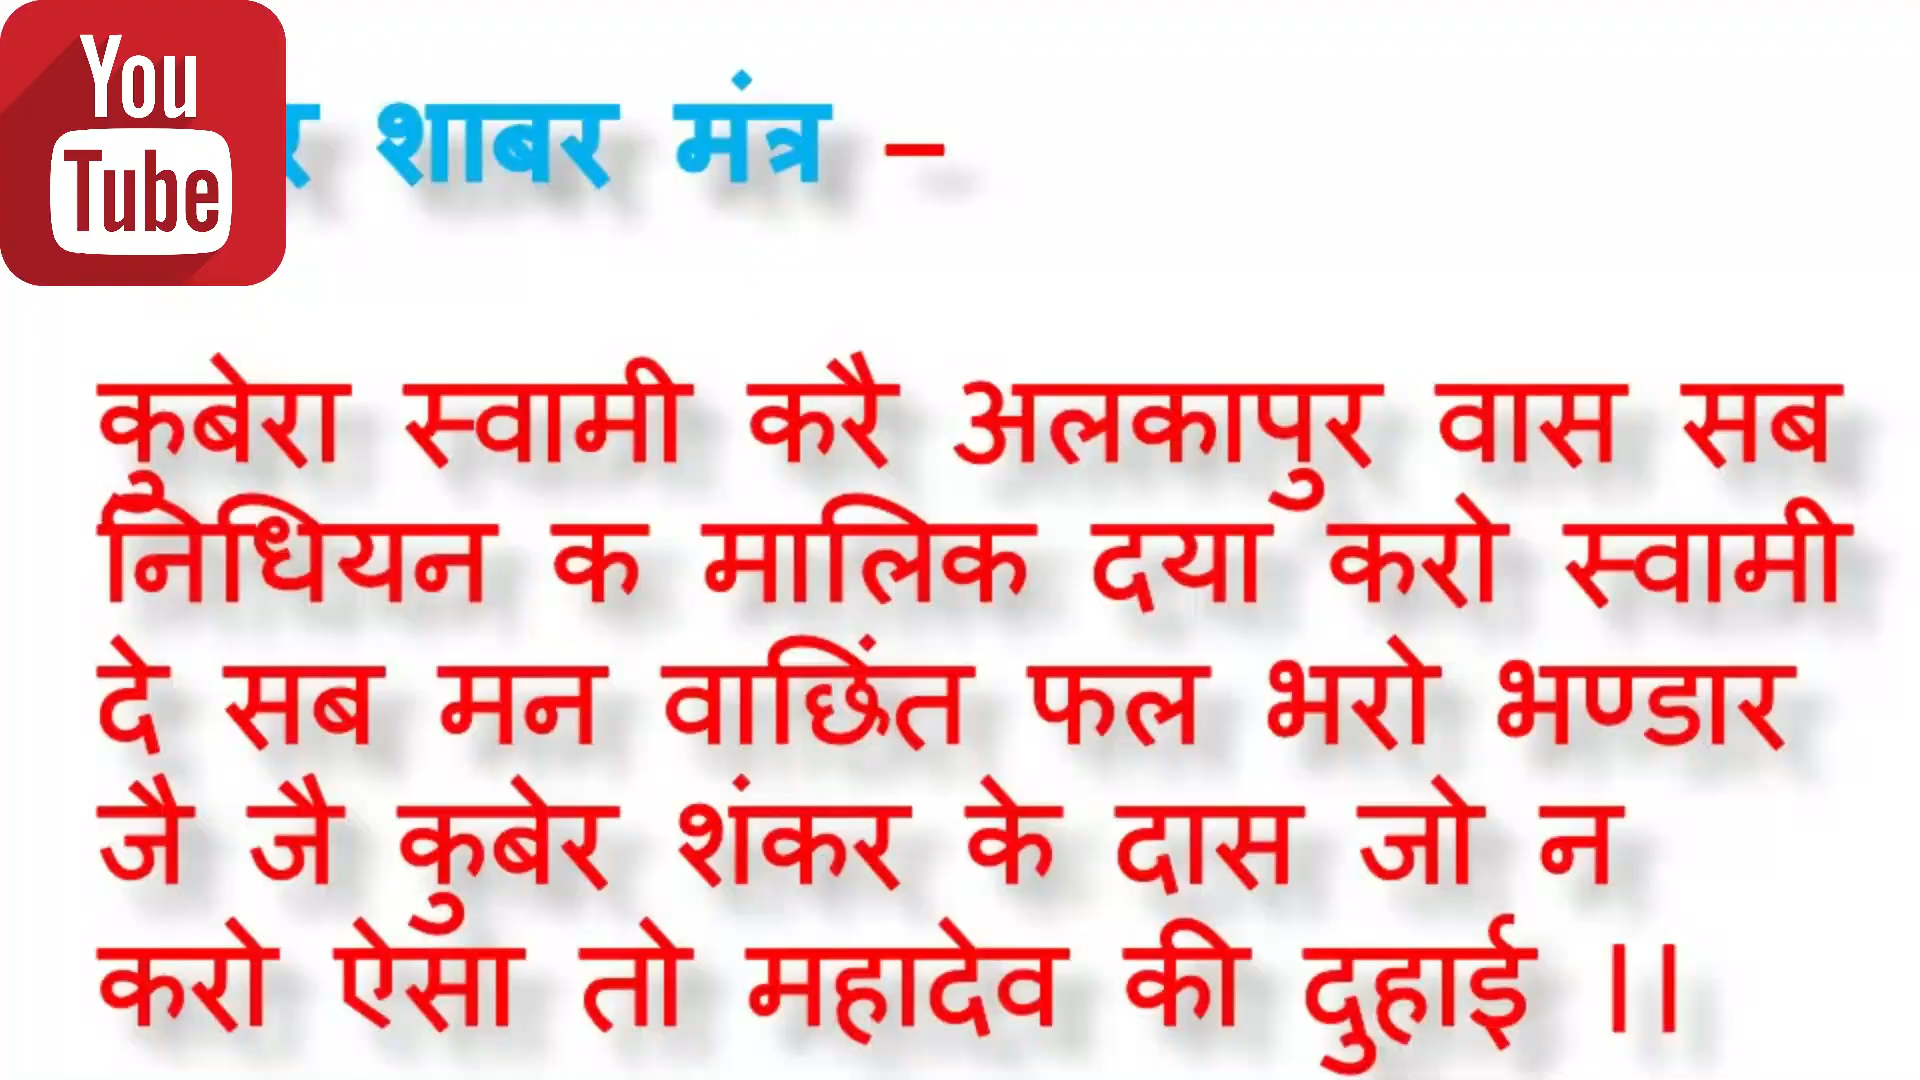 You
Tube
शाबर मंत्र –
कुबेरा स्वामी करै अलकापुर वास सब
निधियन क मालिक दया करो स्वामी
दे सब मन वाछिंत फल भरो भण्डार
जै जै कुबेर शंकर के दास जो न
करो ऐसा तो महादेव की दुहाई ।।